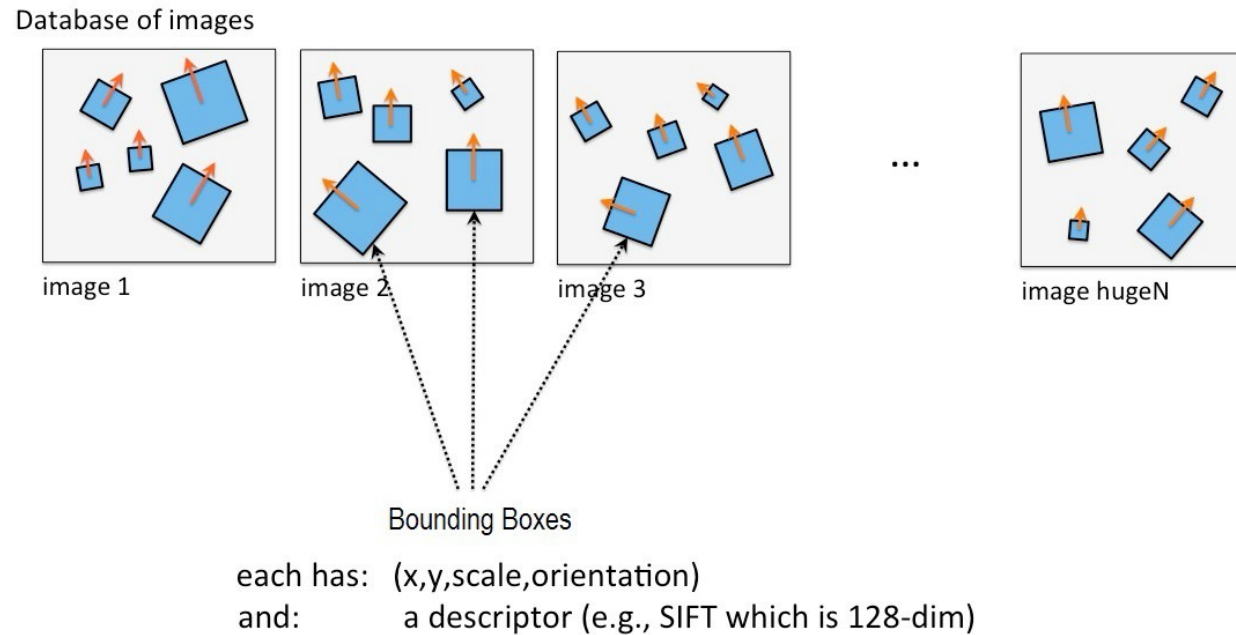 Database of images
image 1
image 2
image 3
...
image hugeN
Bounding Boxes
each has: (x,y,scale,orientation)
and: a descriptor (e.g., SIFT which is 128-dim)